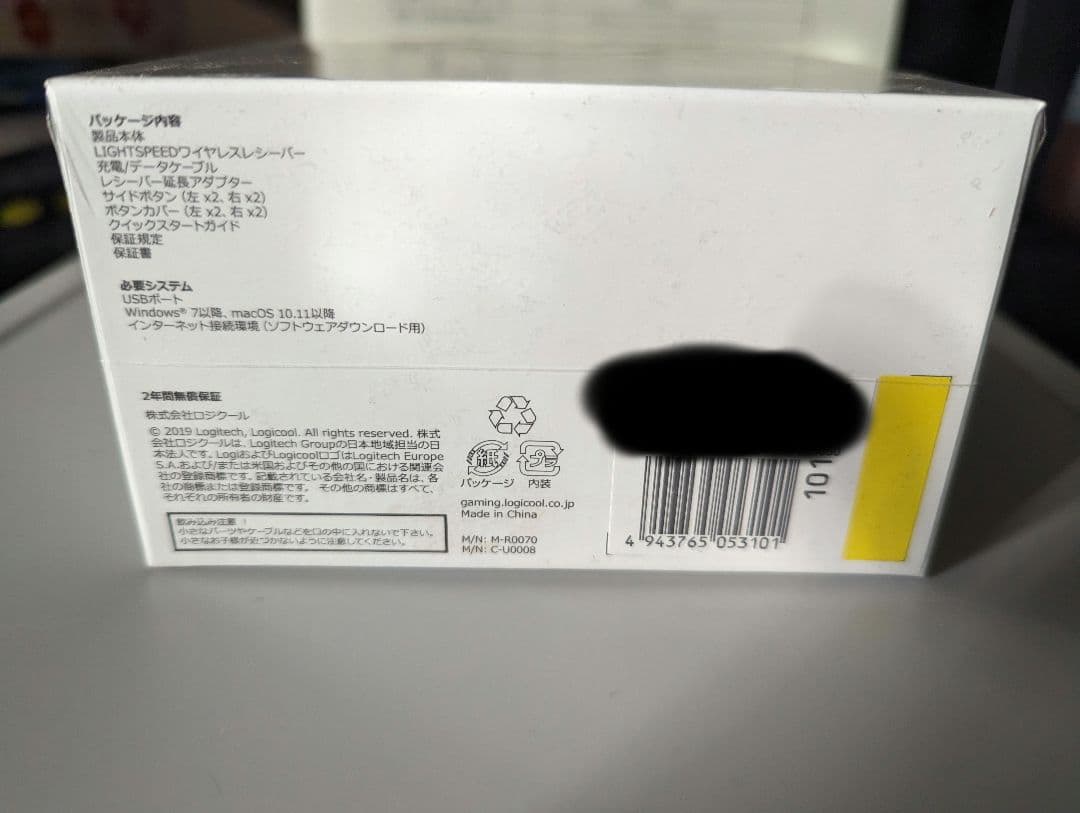 パッケージ内容
製品本体
LIGHTSPEEDワイヤレスレシーバー
充電/データケーブル
レシーバー延長アダプター
サイドボタン（左 x2、右 x2）
ボタンカバー（左 x2、右 x2）
クイックスタートガイド
保証規定
保証書
必要システム
USBポート
Windows® 7以降、macOS 10.11以降
インターネット接続環境（ソフトウェアダウンロード用）
2年間無償保証
株式会社ロジクール
© 2019 Logitech, Logicool. All rights reserved. 株式
会社ロジクールは、Logitech Groupの日本地域担当の日
本法人です。LogiおよびLogicoolロゴはLogitech Europe
S.A.および/または米国およびその他の国における関連会
社の登録商標です。記載されている会社名・製品名は、各
社の商標または登録商標です。 その他の商標はすべて、
それぞれの所有者の財産です。
飲み込み注意 !
小さなパーツやケーブルなどを口の中に入れないで下さい。
小さなお子様が近づかないように注意してください。
紙
プラ
パッケージ 内装
gaming.logicool.co.jp
Made in China
M/N: M-R0070
M/N: C-U0008
4 943765 053101
101